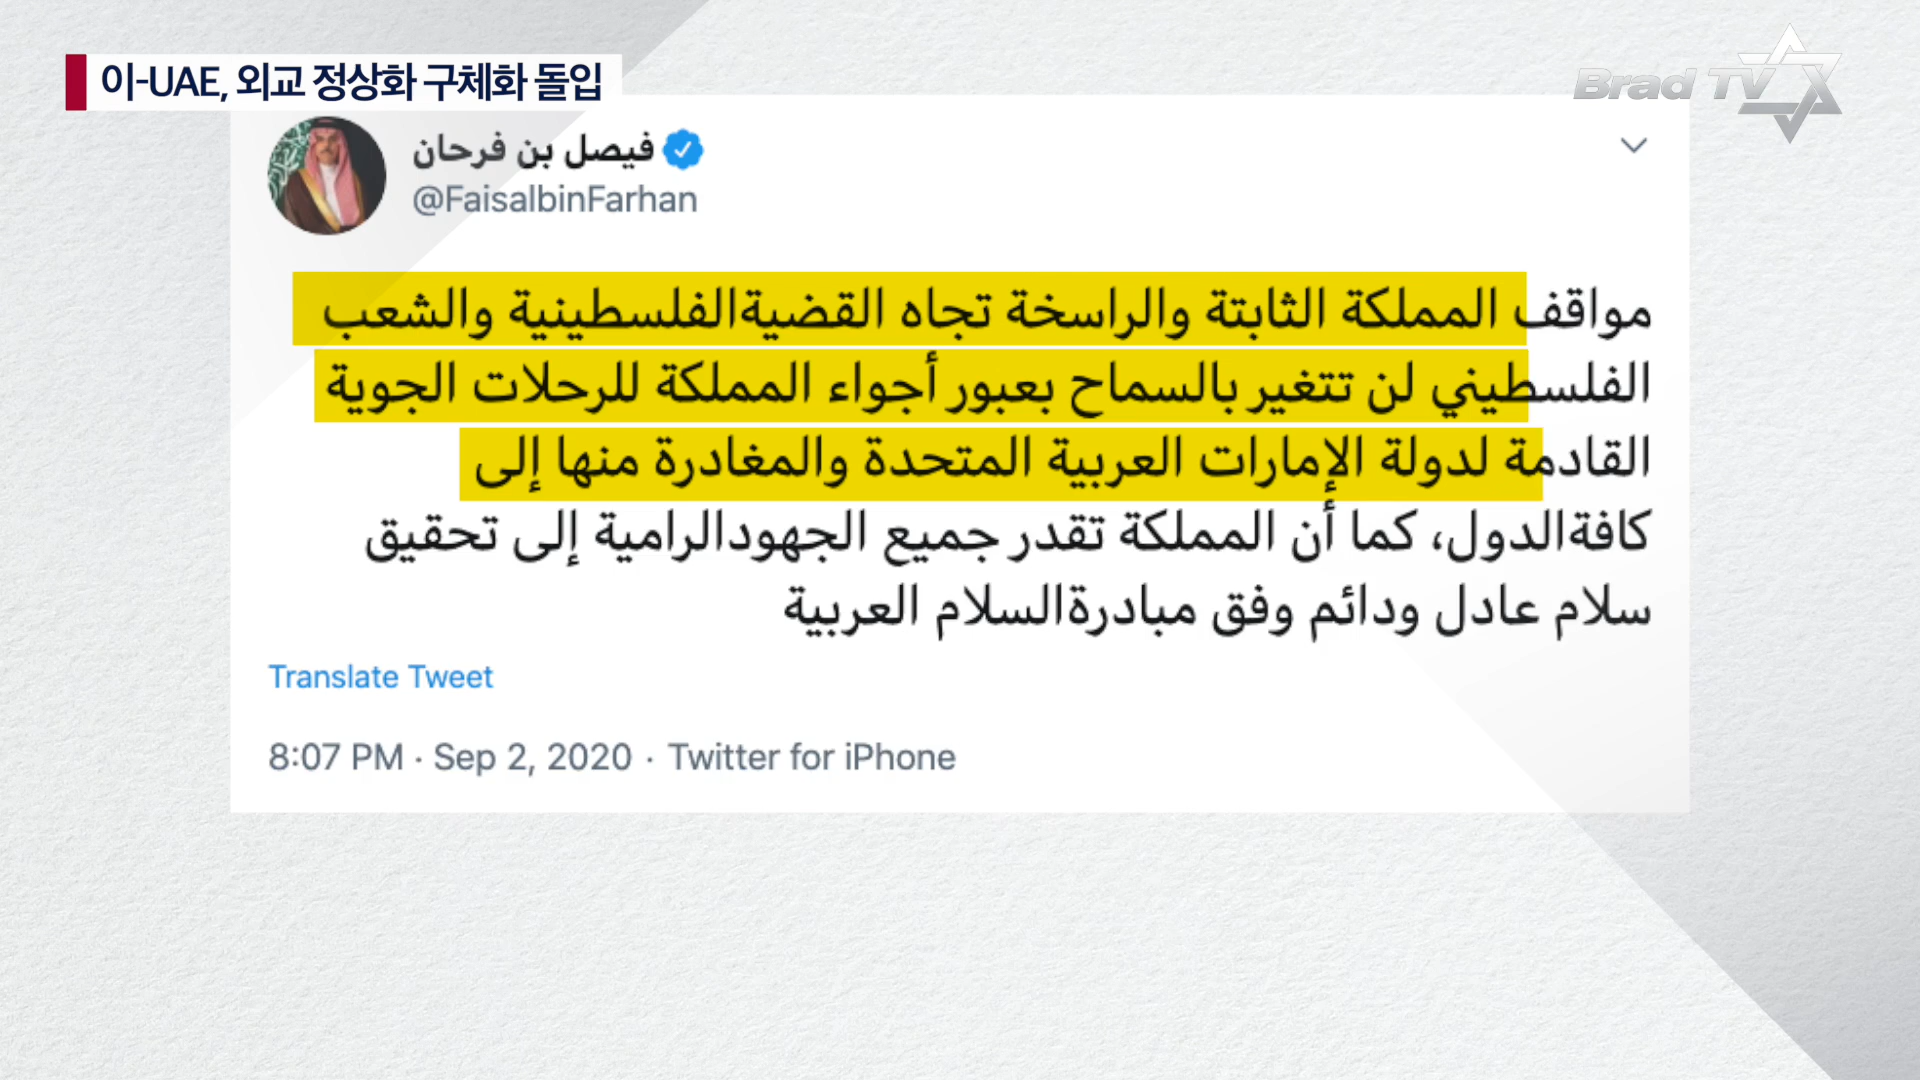 이-UAE, 외교 정상화 구체화 돌입
Brad TV
فيصل بن فرحان
@FaisalbinFarhan
مواقف المملكة الثابتة والراسخة تجاه القضيةالفلسطينية والشعب
الفلسطيني لن تتغير بالسماح بعبور أجواء المملكة للرحلات الجوية
القادمة لدولة الإمارات العربية المتحدة والمغادرة منها إلى
كافةالدول، كما أن المملكة تقدر جميع الجهودالرامية إلى تحقيق
سلام عادل ودائم وفق مبادرةالسلام العربية
Translate Tweet
8:07 PM · Sep 2, 2020 · Twitter for iPhone